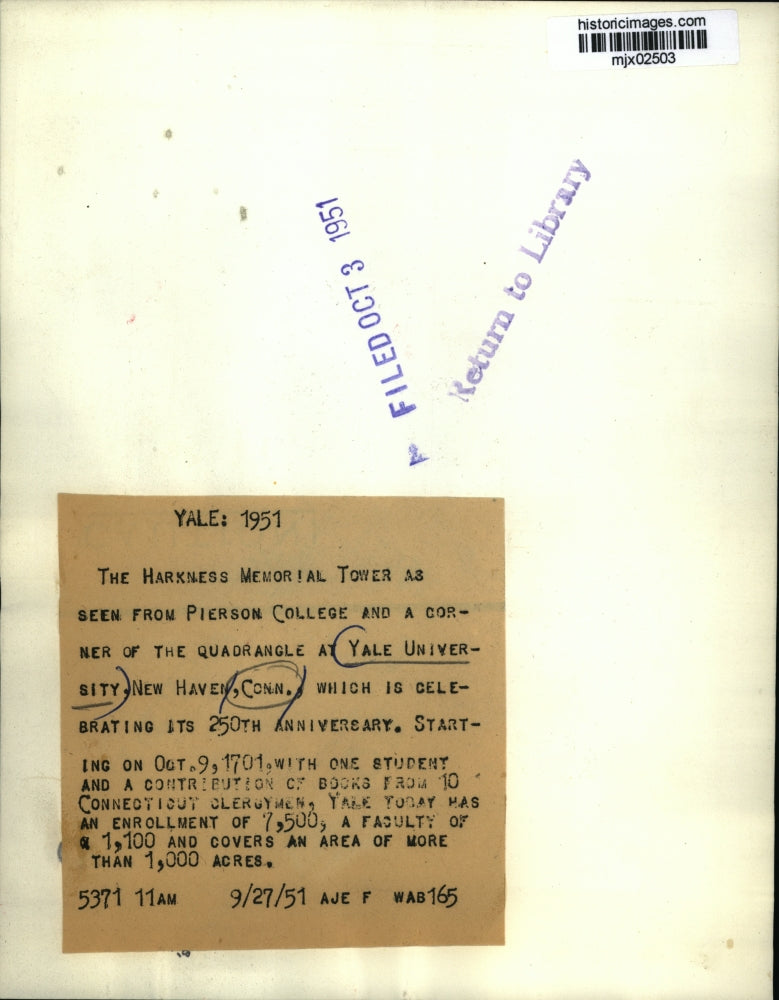 historicimages.com
mjx02503
FILED OCT 3 1951
Return to Library
YALE: 1951
THE HARKNESS MEMORIAL TOWER AS
SEEN FROM PIERSON COLLEGE AND A COR-
NER OF THE QUADRANGLE AT YALE UNIVER-
SITY, NEW HAVEN, CONN., WHICH IS CELE-
BRATING ITS 250TH ANNIVERSARY. START-
ING ON OCT. 9, 1701, WITH ONE STUDENT
AND A CONTRIBUTION OF BOOKS FROM 10
CONNECTICUT CLERGYMEN, YALE TODAY HAS
AN ENROLLMENT OF 7,500, A FACULTY OF
1,100 AND COVERS AN AREA OF MORE
THAN 1,000 ACRES.
5371 11AM 9/27/51 AJE F WAB165